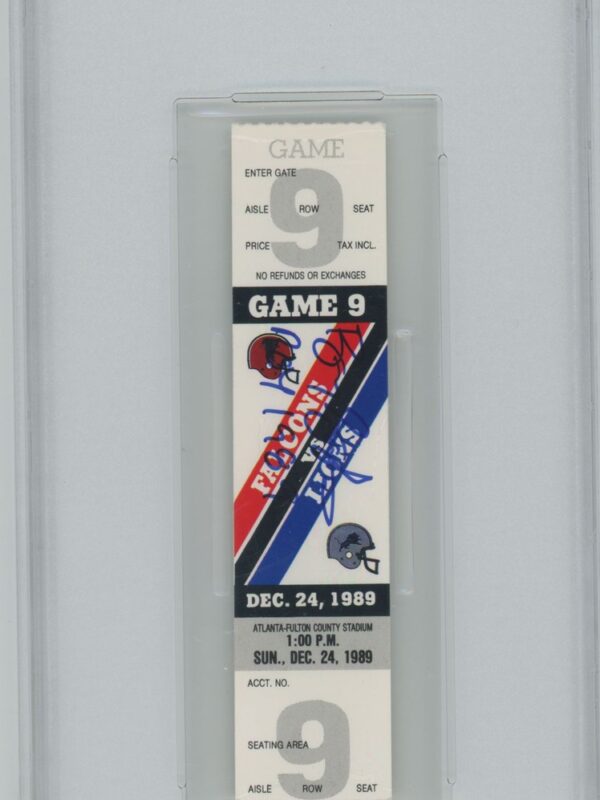 GAME
9
ENTER GATE
AISLE ROW SEAT
PRICE TAX INCL.
NO REFUNDS OR EXCHANGES
GAME 9
FALCONS
VS
LIONS
DEC. 24, 1989
ATLANTA-FULTON COUNTY STADIUM
1:00 P.M.
SUN., DEC. 24, 1989
ACCT. NO.
9
SEATING AREA
AISLE ROW SEAT